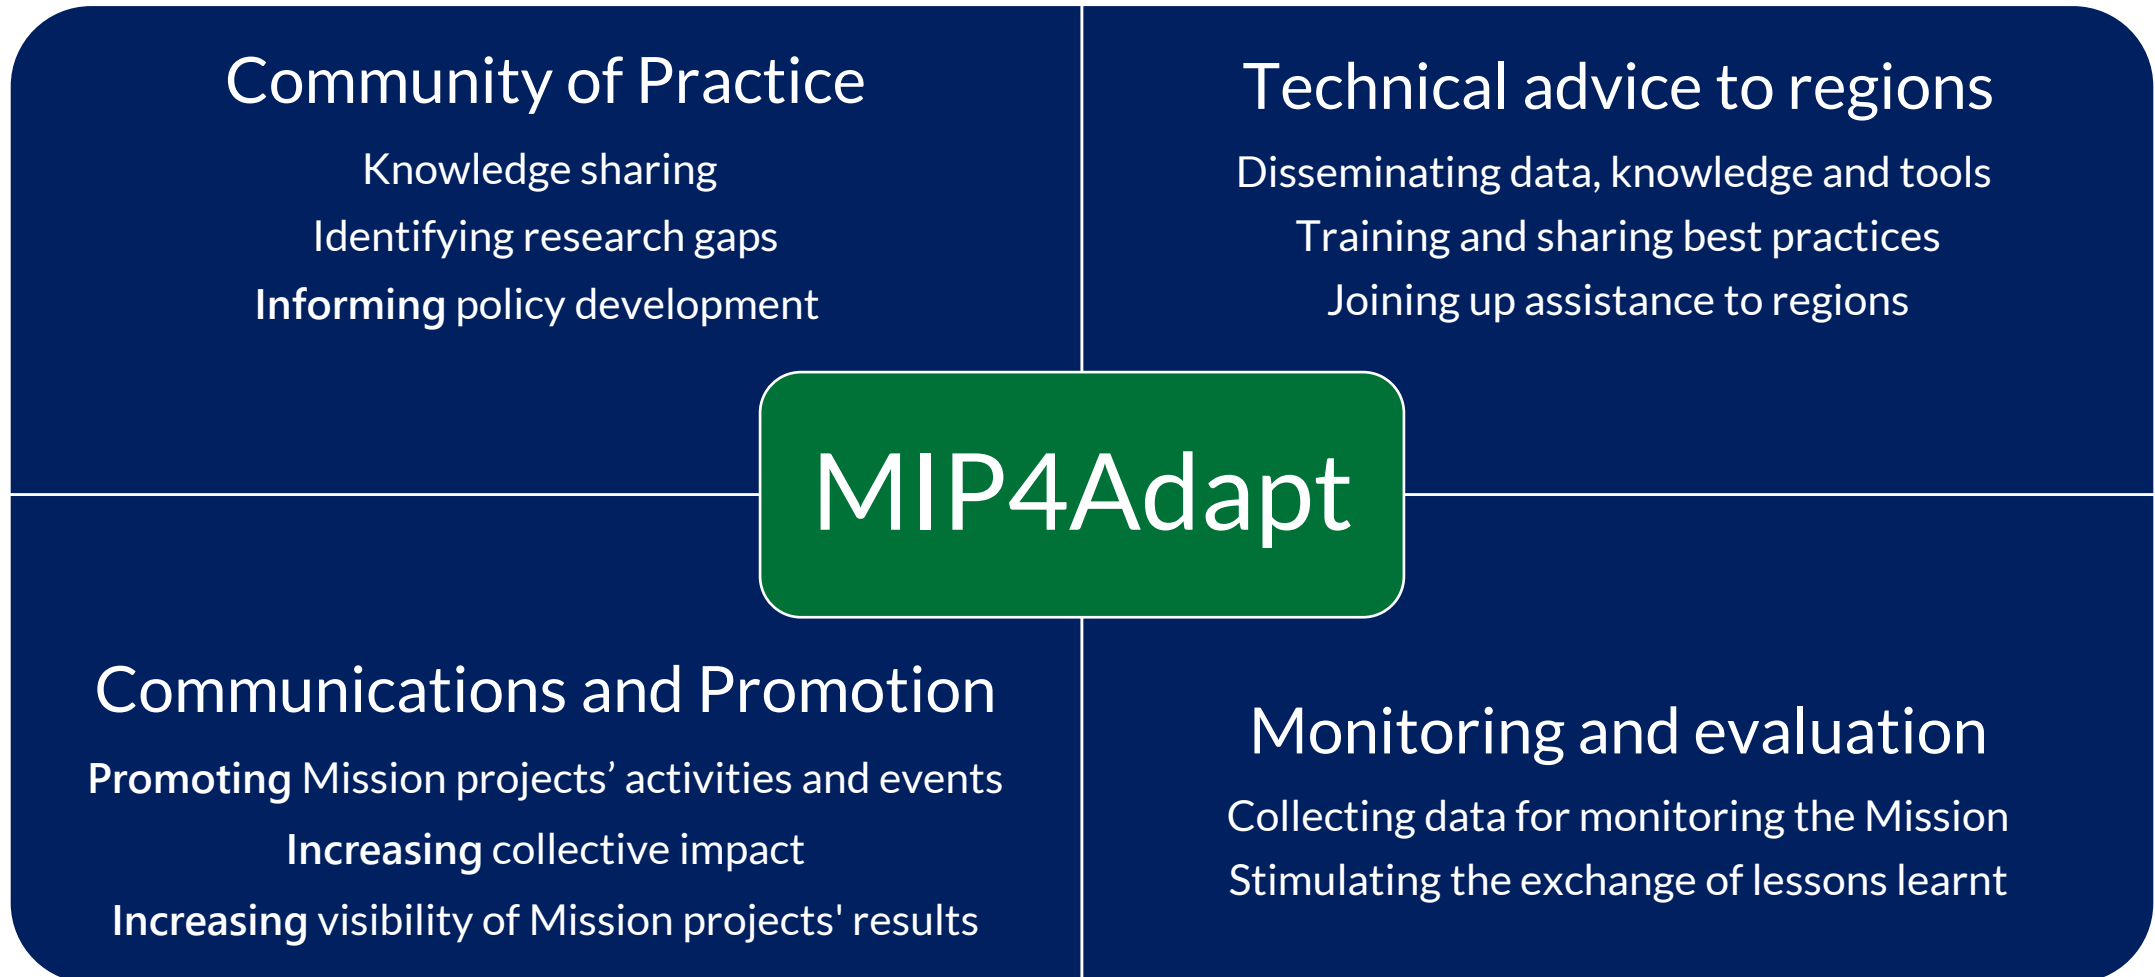 Community of Practice
Knowledge sharing
Identifying research gaps
Informing policy development
Technical advice to regions
Disseminating data, knowledge and tools
Training and sharing best practices
Joining up assistance to regions
MIP4Adapt
Communications and Promotion
Promoting Mission projects’ activities and events
Increasing collective impact
Increasing visibility of Mission projects' results
Monitoring and evaluation
Collecting data for monitoring the Mission
Stimulating the exchange of lessons learnt